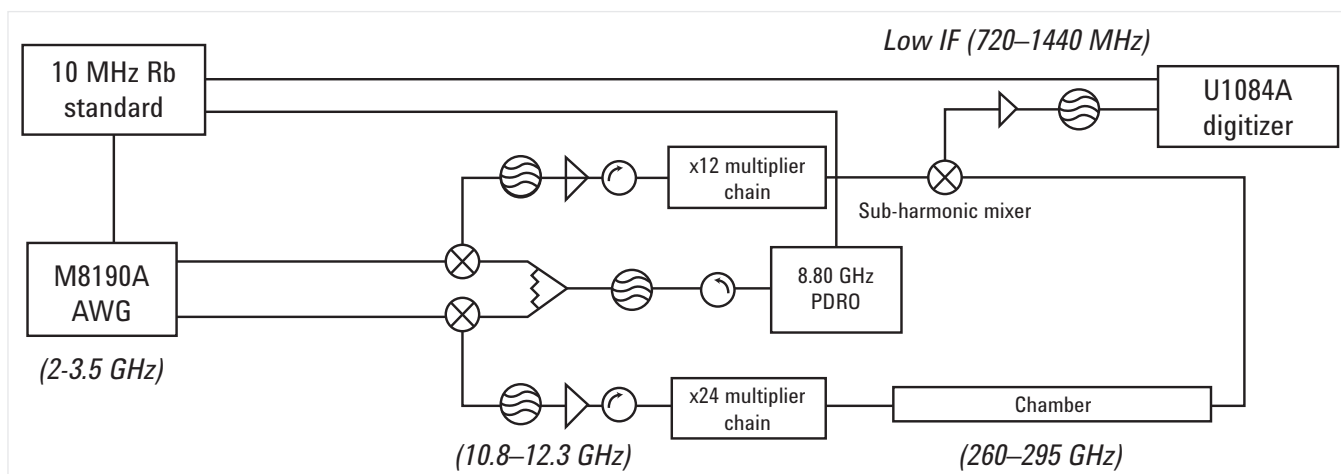 Low IF (720–1440 MHz)
10 MHz Rb
standard
U1084A
digitizer
x12 multiplier
chain
Sub-harmonic mixer
M8190A
AWG
8.80 GHz
PDRO
(2-3.5 GHz)
x24 multiplier
chain
Chamber
(10.8–12.3 GHz)
(260–295 GHz)